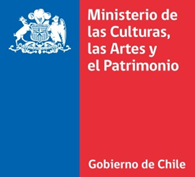 Ministerio de
las Culturas,
las Artes y
el Patrimonio
Gobierno de Chile